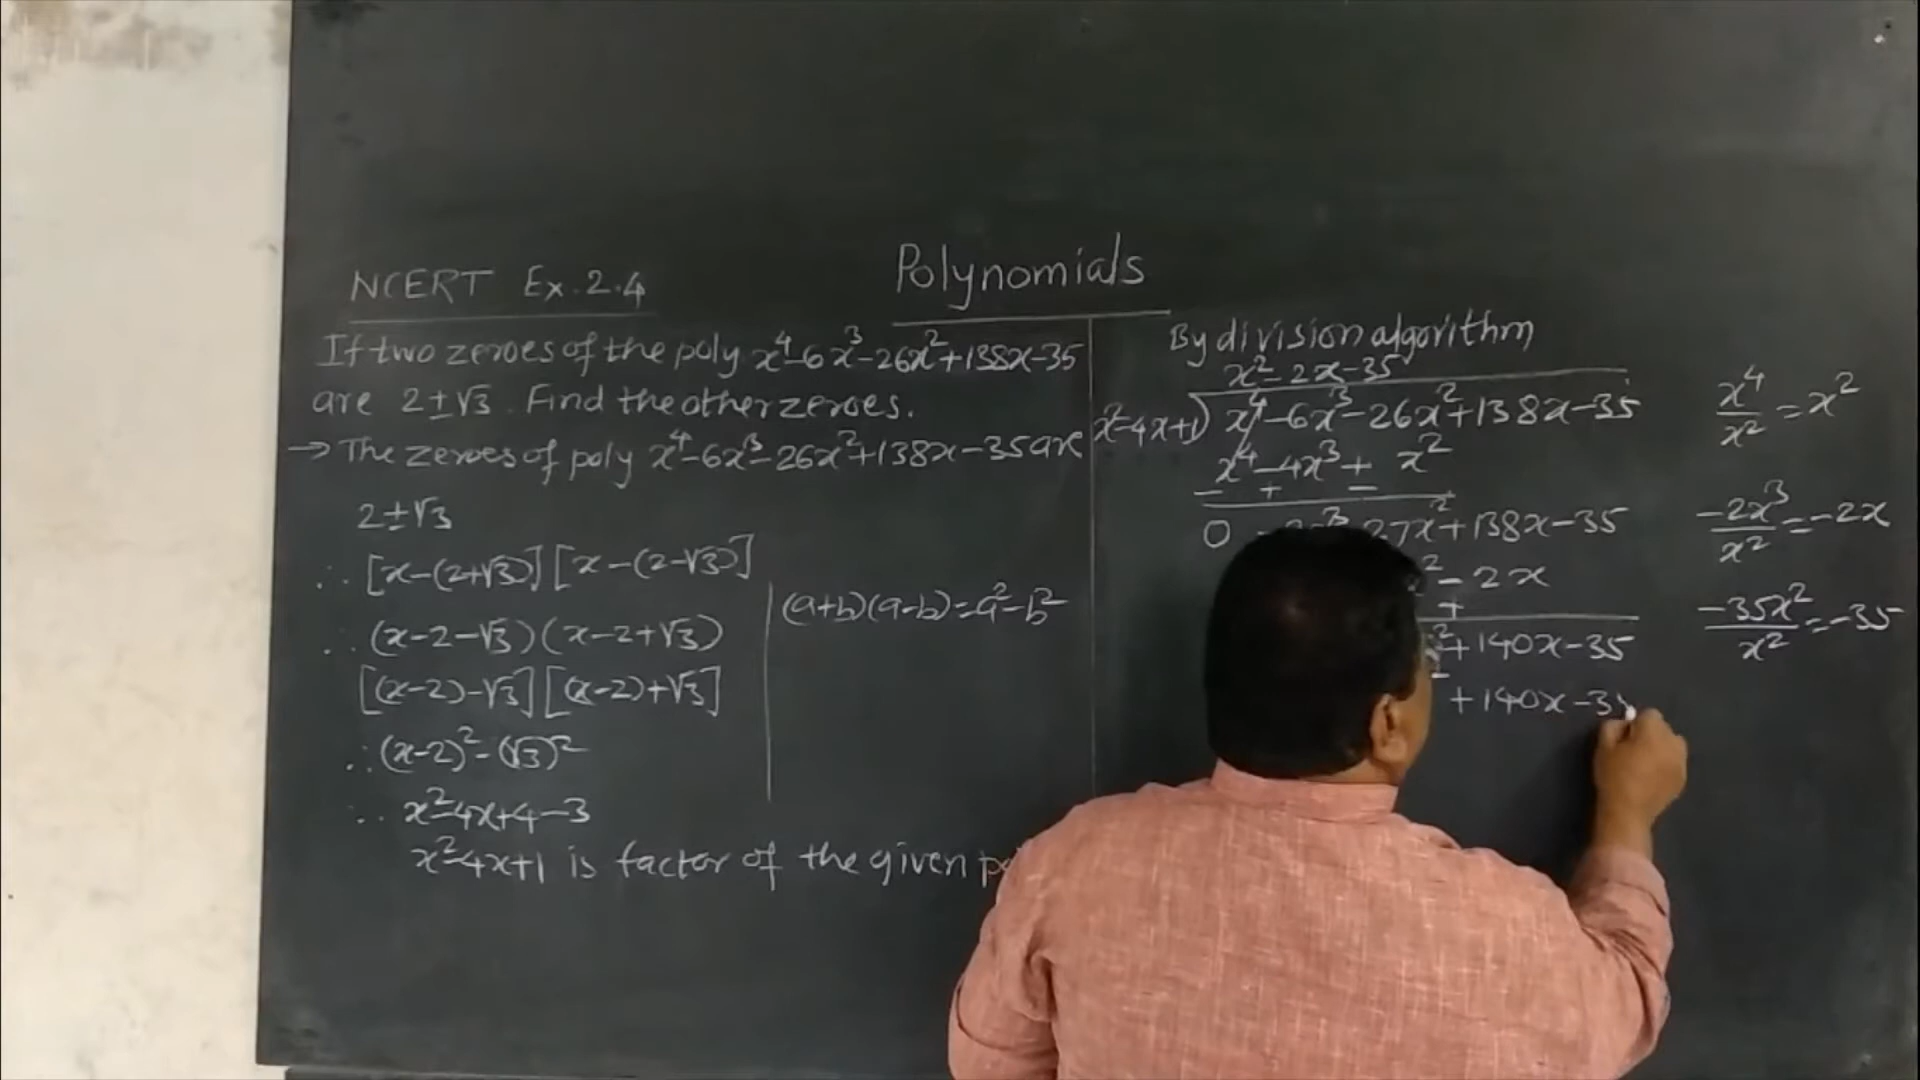 NCERT Ex.2.4
Polynomials
If two zeroes of the poly x⁴-6x³-26x²+138x-35
are 2±√3. Find the other zeroes.
→ The zeroes of poly x⁴-6x³-26x²+138x-35 are
2±√3
∴ [x-(2+√3)][x-(2-√3)]
∴ (x-2-√3)(x-2+√3)
[(x-2)-√3][(x-2)+√3]
∴ (x-2)²-(√3)²
∴ x²-4x+4-3
x²-4x+1 is factor of the given
(a+b)(a-b)=a²-b²
By division algorithm
x²-2x-35
x²-4x+1) x⁴-6x³-26x²+138x-35
x⁴-4x³+ x²
- + -
0 27x²+138x-35
² - 2x
+
²+140x-35
+140x-35
x⁴/x² = x²
-2x³/x² = -2x
-35x²/x² = -35